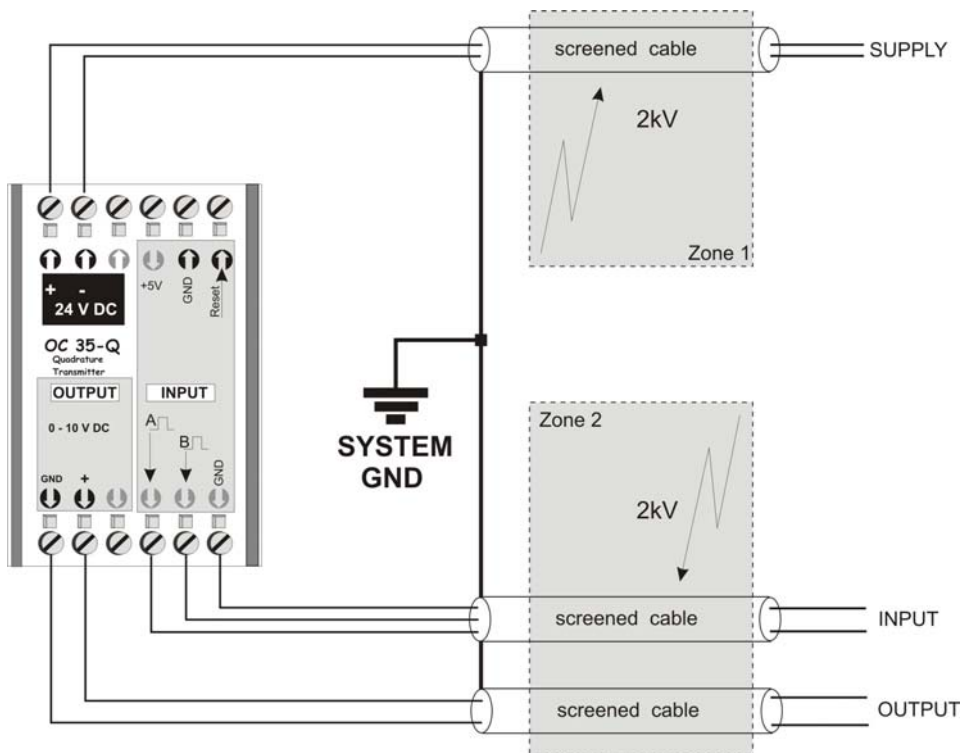 screened cable
SUPPLY
2kV
Zone 1
+5V
GND
Reset
+ -
24 V DC
OC 35-Q
Quadrature
Transmitter
OUTPUT
INPUT
0 - 10 V DC
A
B
GND +
GND
SYSTEM
GND
Zone 2
2kV
screened cable
INPUT
screened cable
OUTPUT